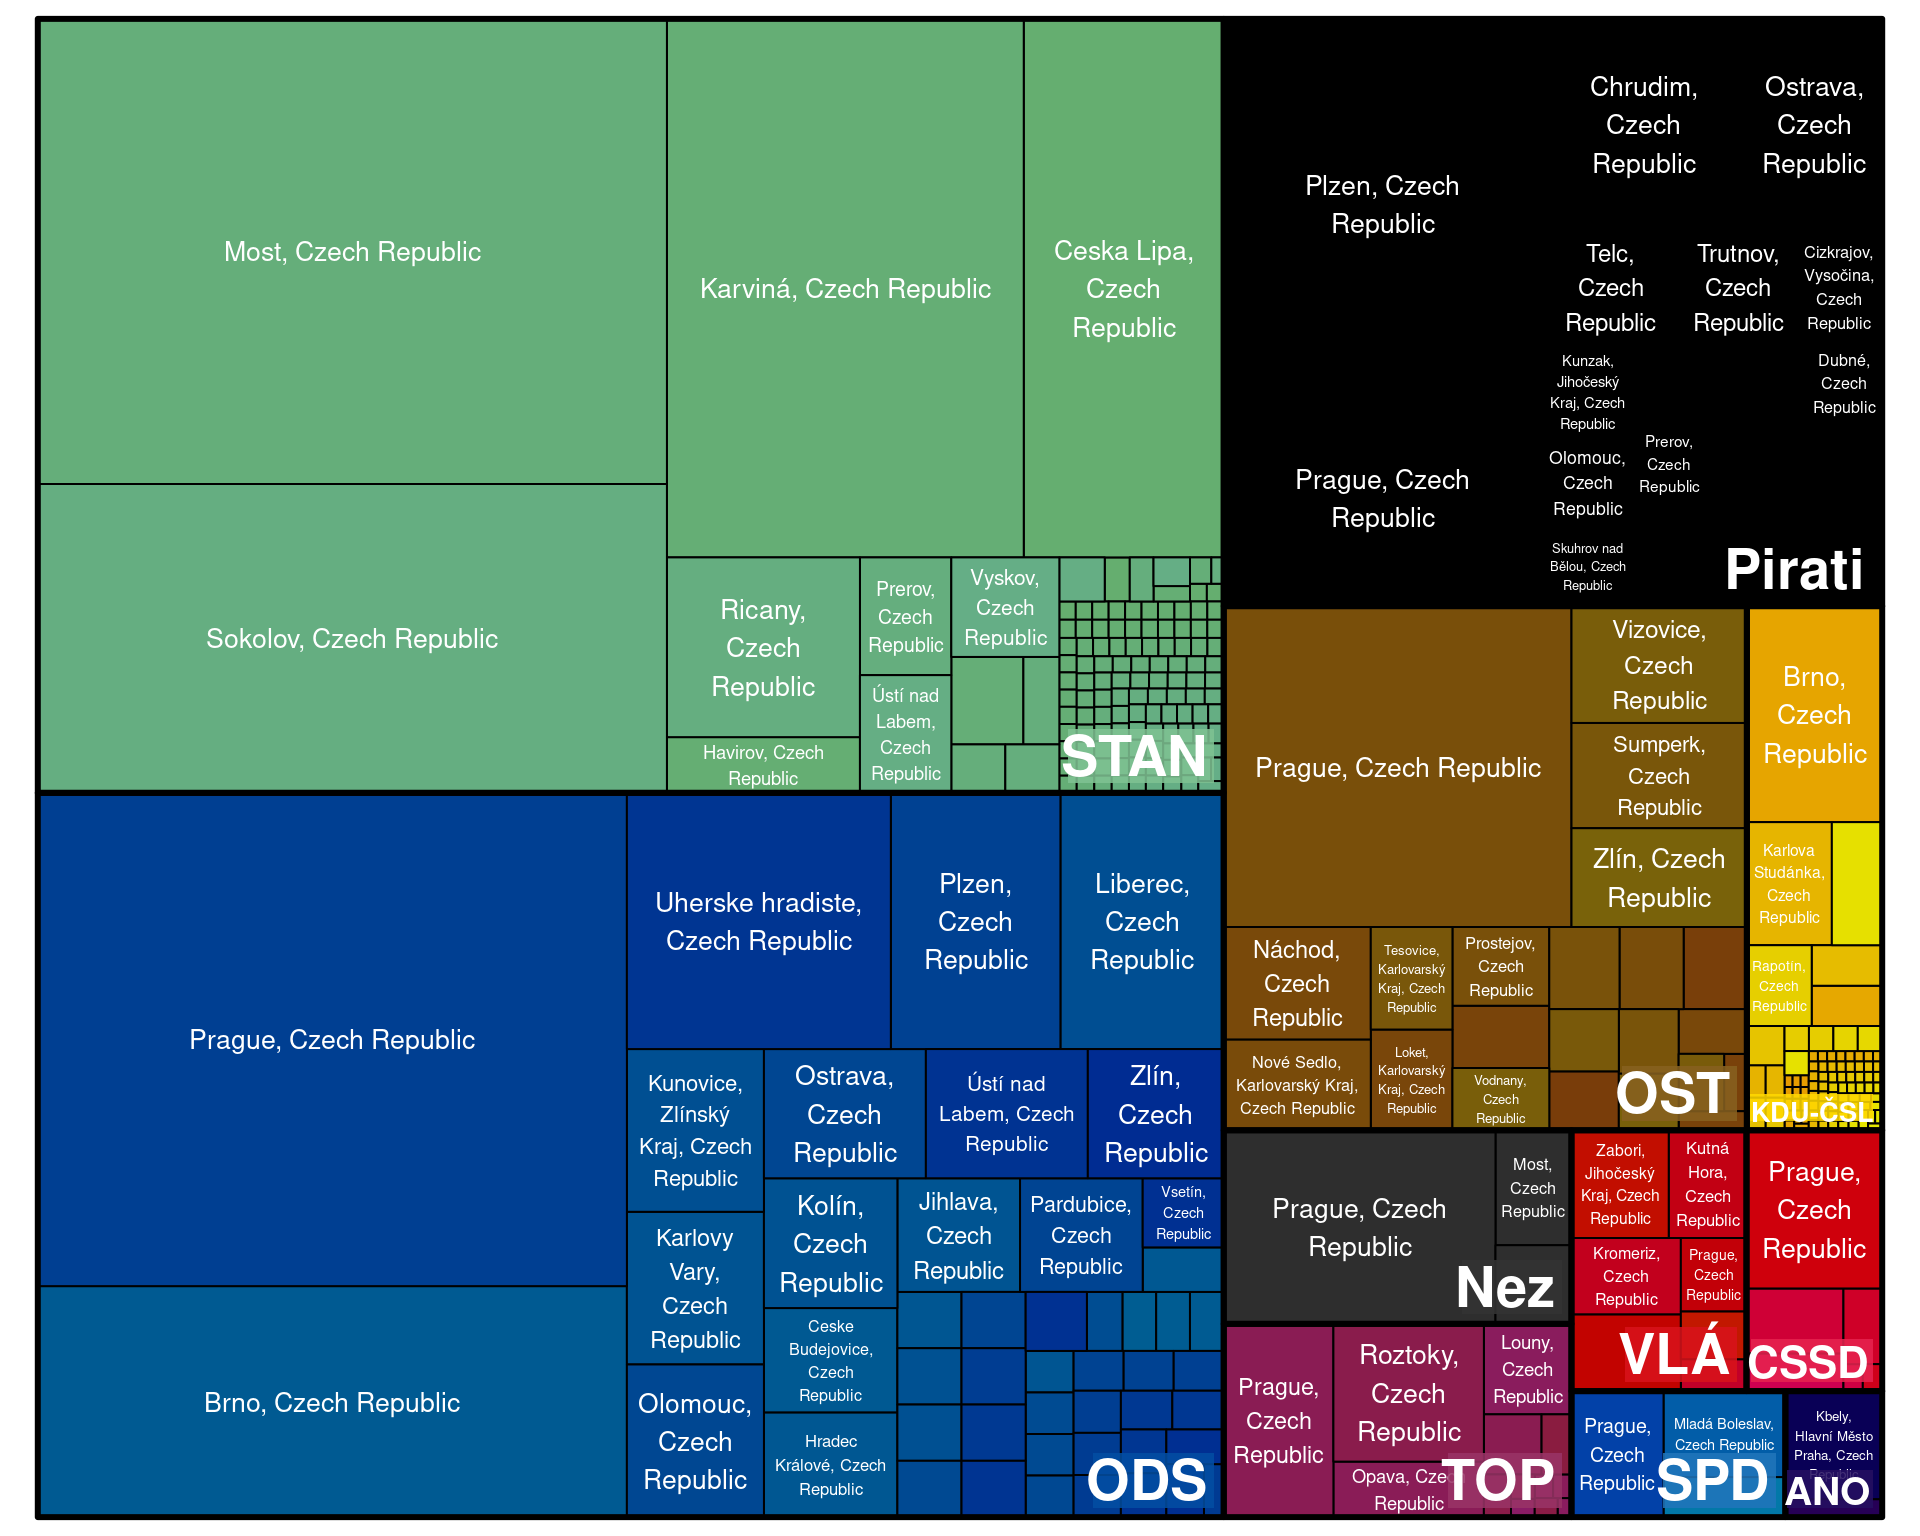 Most, Czech Republic
Sokolov, Czech Republic
Karviná, Czech Republic
Ceska Lipa,
Czech
Republic
Ricany,
Czech
Republic
Havirov, Czech
Republic
Prerov,
Czech
Republic
Ústí nad
Labem,
Czech
Republic
Vyskov,
Czech
Republic
STAN
Prague, Czech Republic
Brno, Czech Republic
Uherske hradiste,
Czech Republic
Plzen,
Czech
Republic
Liberec,
Czech
Republic
Kunovice,
Zlínský
Kraj, Czech
Republic
Karlovy
Vary,
Czech
Republic
Olomouc,
Czech
Republic
Ostrava,
Czech
Republic
Ústí nad
Labem, Czech
Republic
Zlín,
Czech
Republic
Kolín,
Czech
Republic
Ceske
Budejovice,
Czech
Republic
Hradec
Králové, Czech
Republic
Jihlava,
Czech
Republic
Pardubice,
Czech
Republic
Vsetín,
Czech
Republic
ODS
Plzen, Czech
Republic
Prague, Czech
Republic
Chrudim,
Czech
Republic
Ostrava,
Czech
Republic
Telc,
Czech
Republic
Trutnov,
Czech
Republic
Cizkrajov,
Vysočina,
Czech
Republic
Kunzak,
Jihočeský
Kraj, Czech
Republic
Dubné,
Czech
Republic
Olomouc,
Czech
Republic
Prerov,
Czech
Republic
Skuhrov nad
Bělou, Czech
Republic
Pirati
Prague, Czech Republic
Vizovice,
Czech
Republic
Sumperk,
Czech
Republic
Zlín, Czech
Republic
Náchod,
Czech
Republic
Nové Sedlo,
Karlovarský Kraj,
Czech Republic
Tesovice,
Karlovarský
Kraj, Czech
Republic
Loket,
Karlovarský
Kraj, Czech
Republic
Prostejov,
Czech
Republic
Vodnany,
Czech
Republic
OST
Brno,
Czech
Republic
Karlova
Studánka,
Czech
Republic
Rapotín,
Czech
Republic
KDU-ČSL
Prague, Czech
Republic
Most,
Czech
Republic
Nez
Prague,
Czech
Republic
Roztoky,
Czech
Republic
Louny,
Czech
Republic
Opava, Czech
Republic
TOP
Zabori,
Jihočeský
Kraj, Czech
Republic
Kutná
Hora,
Czech
Republic
Kromeriz,
Czech
Republic
Prague,
Czech
Republic
VLÁ
Prague,
Czech
Republic
CSSD
Prague,
Czech
Republic
Mladá Boleslav,
Czech Republic
SPD
Kbely,
Hlavní Město
Praha, Czech
Republic
ANO